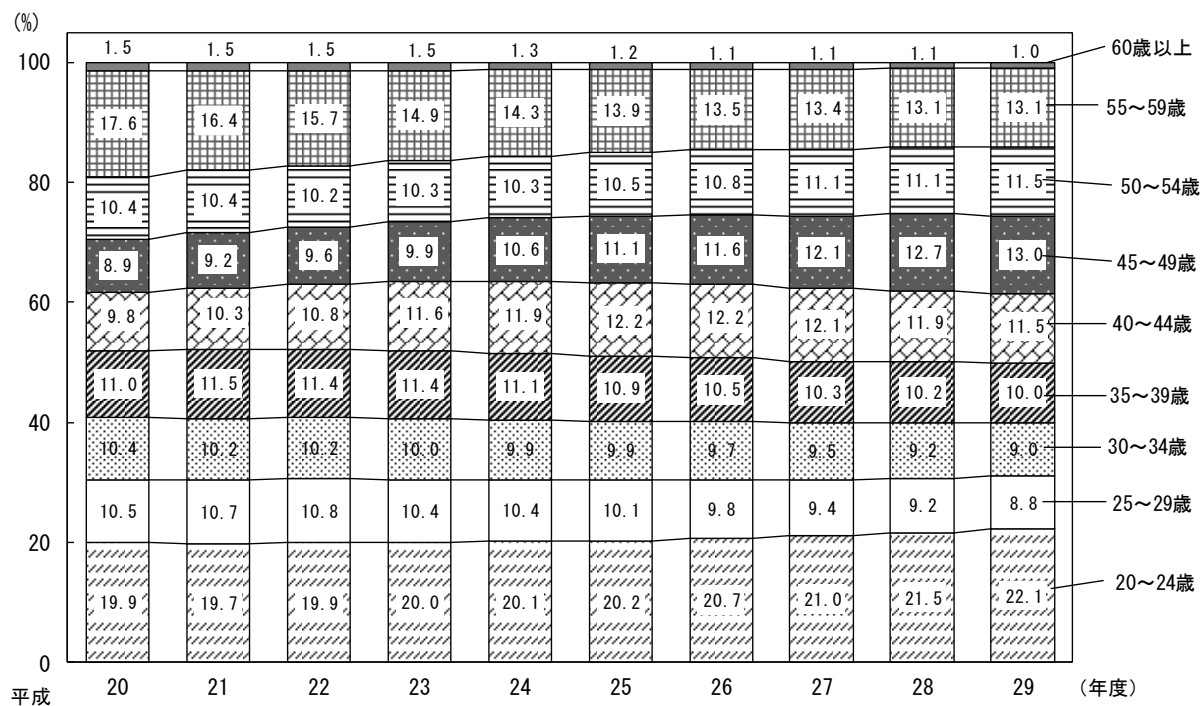 (%)
100
80
60
40
20
0
1.5 1.5 1.5 1.5 1.3 1.2 1.1 1.1 1.1 1.0 60歳以上
17.6 16.4 15.7 14.9 14.3 13.9 13.5 13.4 13.1 13.1 55～59歳
10.4 10.4 10.2 10.3 10.3 10.5 10.8 11.1 11.1 11.5 50～54歳
8.9 9.2 9.6 9.9 10.6 11.1 11.6 12.1 12.7 13.0 45～49歳
9.8 10.3 10.8 11.6 11.9 12.2 12.2 12.1 11.9 11.5 40～44歳
11.0 11.5 11.4 11.4 11.1 10.9 10.5 10.3 10.2 10.0 35～39歳
10.4 10.2 10.2 10.0 9.9 9.9 9.7 9.5 9.2 9.0 30～34歳
10.5 10.7 10.8 10.4 10.4 10.1 9.8 9.4 9.2 8.8 25～29歳
19.9 19.7 19.9 20.0 20.1 20.2 20.7 21.0 21.5 22.1 20～24歳
平成 20 21 22 23 24 25 26 27 28 29 (年度)